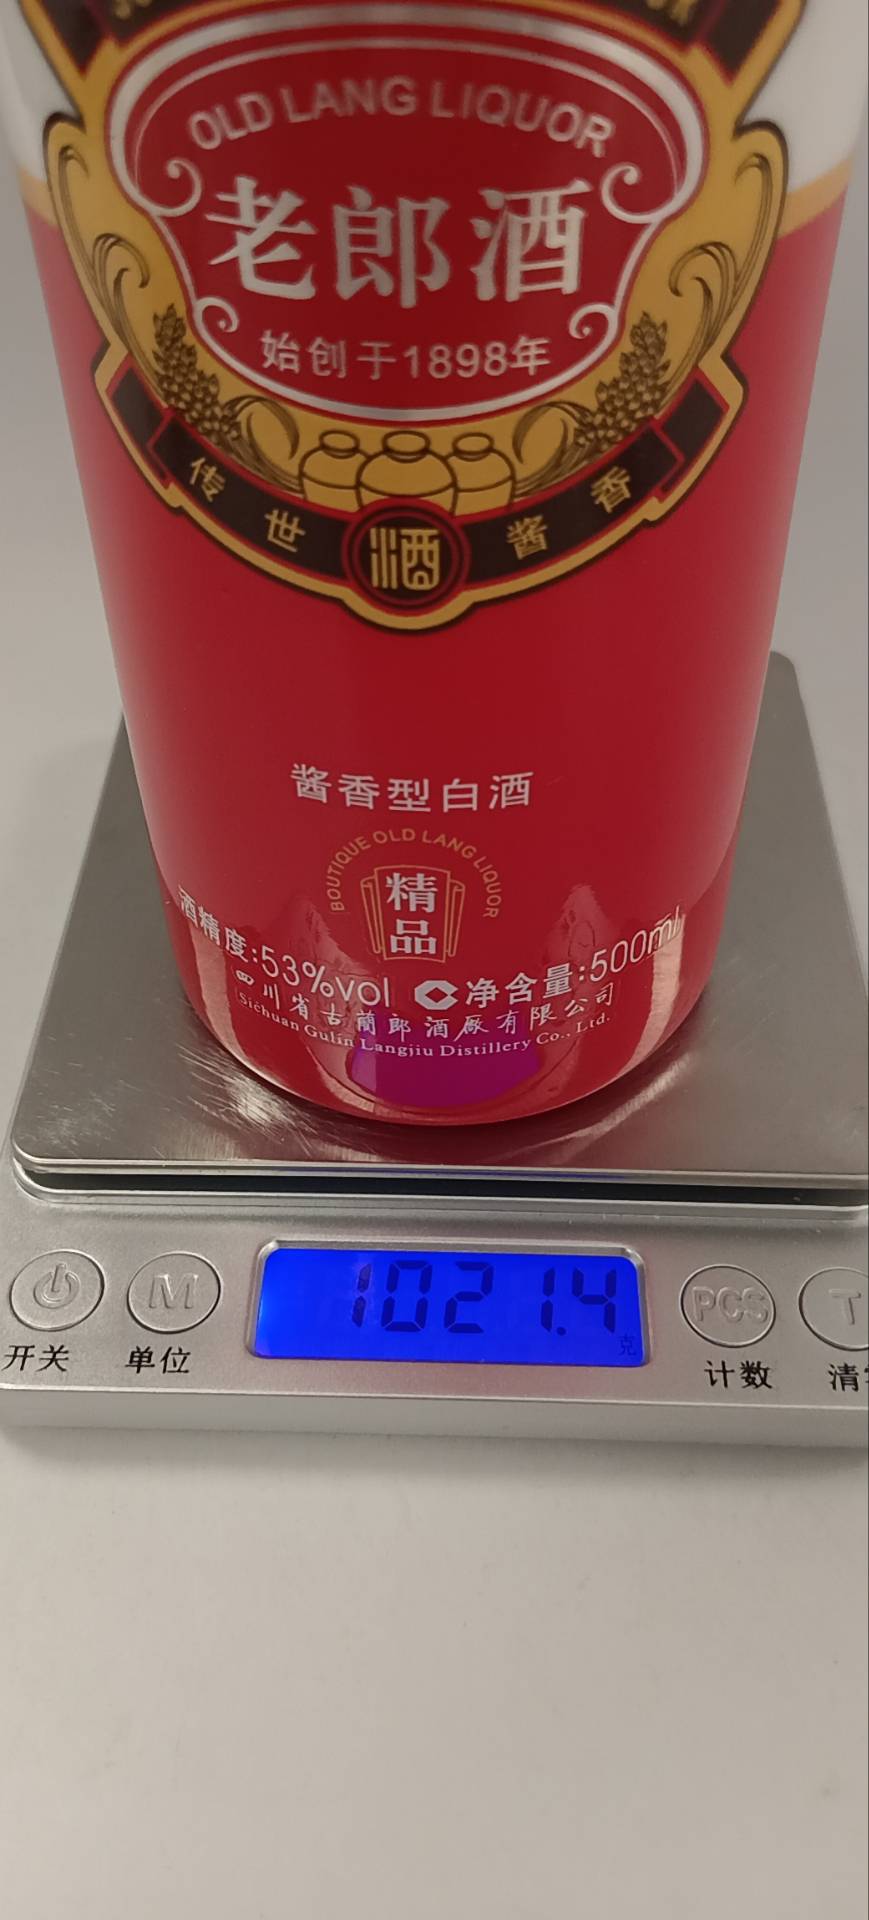 OLD LANG LIQUOR
老郎酒
始创于1898年
传世酒酱香
酱香型白酒
BOUTIQUE OLD LANG LIQUOR
精品
酒精度:53%vol 净含量:500ml
四川省古蔺郎酒廠有限公司
Sichuan Gulin Langjiu Distillery Co., Ltd.
1021.4
克
M PCS T
开关 单位 计数 清